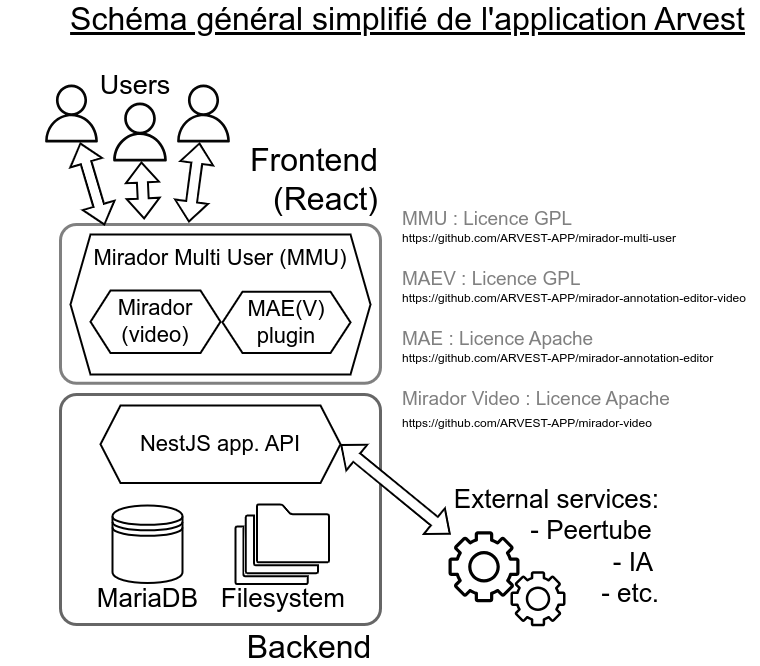 Schéma général simplifié de l'application Arvest
Users
Frontend
(React)
Mirador Multi User (MMU)
Mirador
(video)
MAE(V)
plugin
MMU : Licence GPL
https://github.com/ARVEST-APP/mirador-multi-user
MAEV : Licence GPL
https://github.com/ARVEST-APP/mirador-annotation-editor-video
MAE : Licence Apache
https://github.com/ARVEST-APP/mirador-annotation-editor
Mirador Video : Licence Apache
https://github.com/ARVEST-APP/mirador-video
NestJS app. API
MariaDB
Filesystem
Backend
External services:
- Peertube
- IA
- etc.